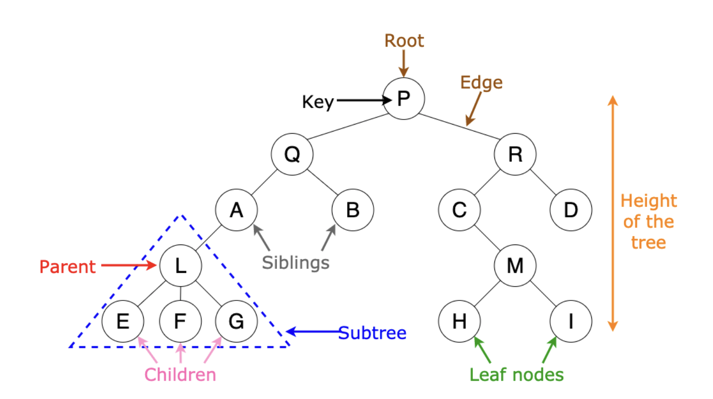 Root
Key
P
Edge
Q
R
A
B
C
D
Height
of the
tree
Parent
L
Siblings
M
E
F
G
H
I
Subtree
Children
Leaf nodes